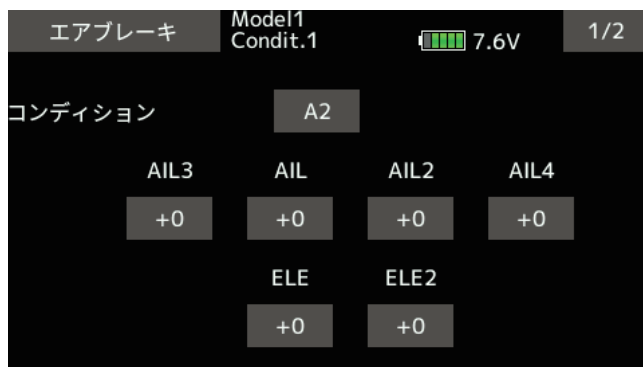 エアブレーキ
Model1
Condit.1
7.6V
1/2
コンディション
A2
AIL3 AIL AIL2 AIL4
+0 +0 +0 +0
ELE ELE2
+0 +0